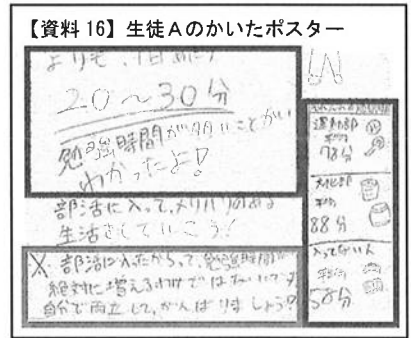 【資料 16】生徒Aのかいたポスター
よりも、1日あたり
20～30分
勉強時間が多いことが
わかったよ!
部活に入って、メリハリのある
生活をしていこう!
※ 部活に入ったからって、勉強時間が
絶対に増えるわけではないです
自分で両立して、がんばりましょう?
運動部
平均
78分
文化部
平均
88分
入ってない人
平均
58分